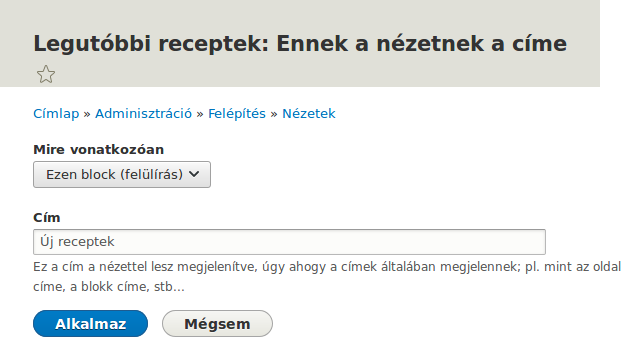 Legutóbbi receptek: Ennek a nézetnek a címe
Címlap » Adminisztráció » Felépítés » Nézetek
Mire vonatkozóan
Ezen block (felülírás)
Cím
Új receptek
Ez a cím a nézettel lesz megjelenítve, úgy ahogy a címek általában megjelennek; pl. mint az oldal
címe, a blokk címe, stb...
Alkalmaz Mégsem